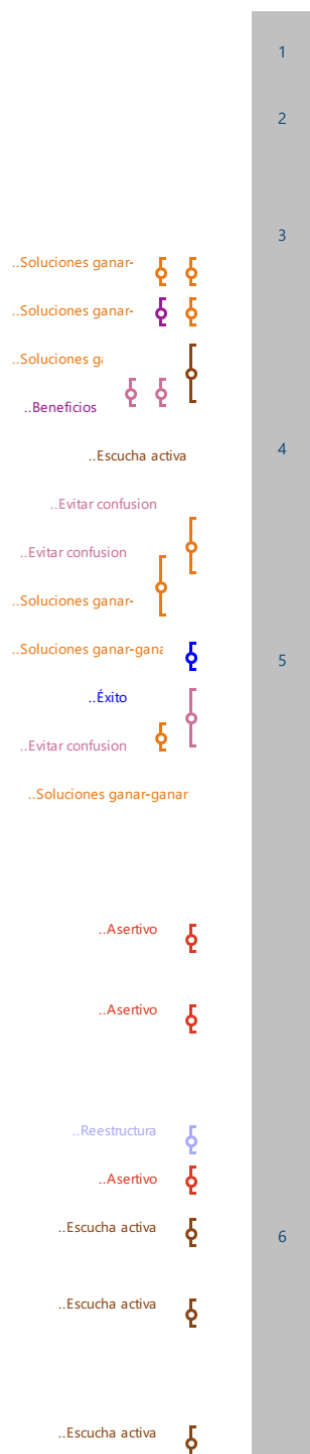 1
2
3
..Soluciones ganar-
..Soluciones ganar-
..Soluciones ga
..Beneficios
4
..Escucha activa
..Evitar confusion
..Evitar confusion
..Soluciones ganar-
..Soluciones ganar-gana
5
..Éxito
..Evitar confusion
..Soluciones ganar-ganar
..Asertivo
..Asertivo
..Reestructura
..Asertivo
..Escucha activa
6
..Escucha activa
..Escucha activa